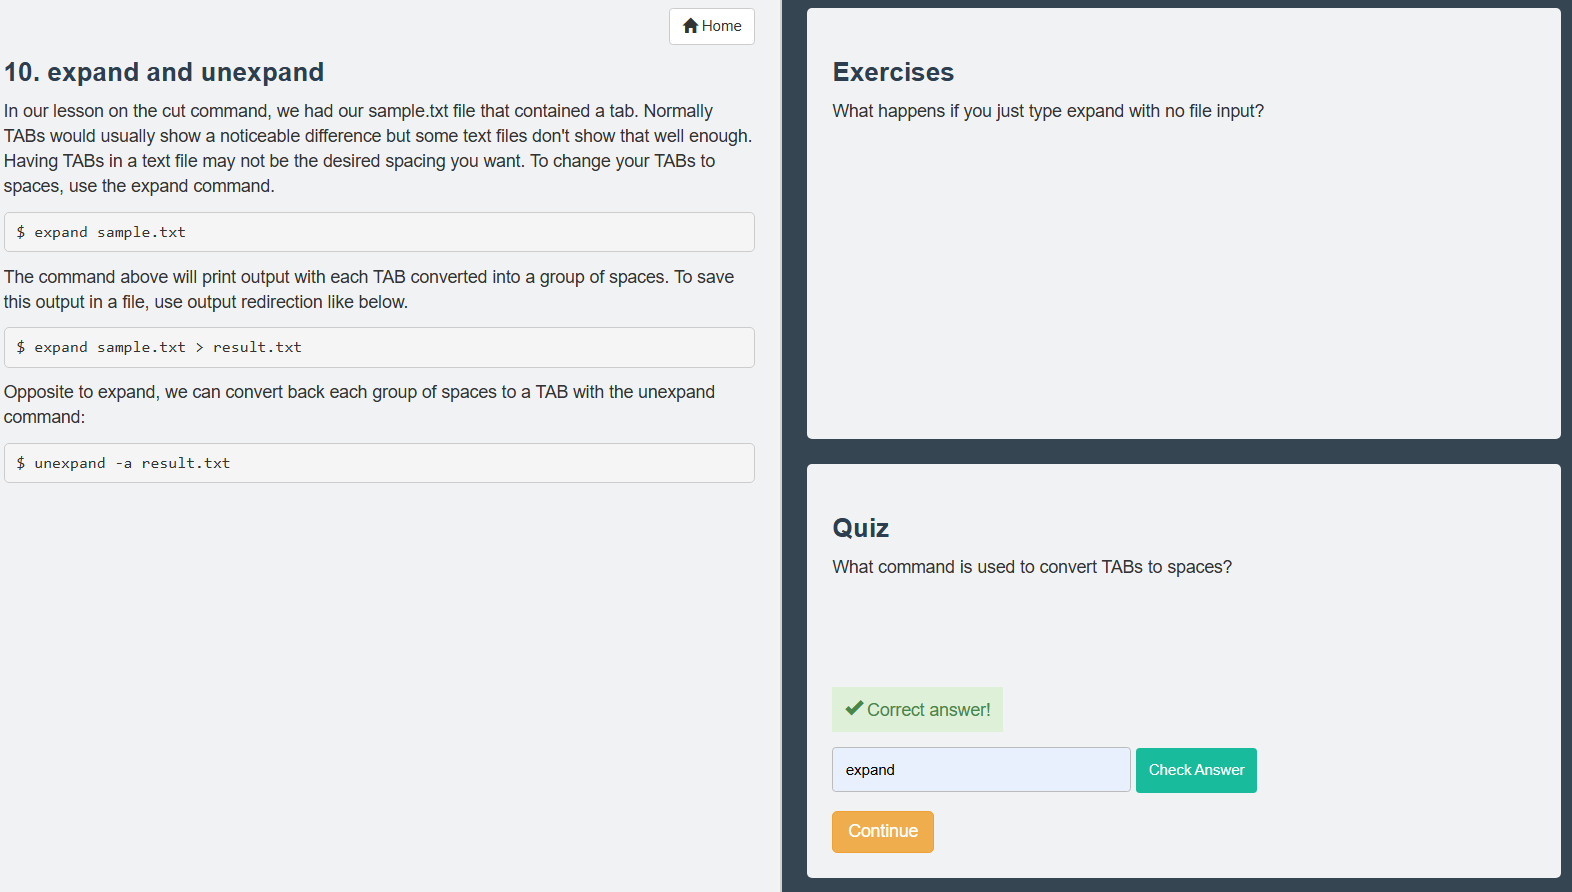 Home
10. expand and unexpand
In our lesson on the cut command, we had our sample.txt file that contained a tab. Normally
TABs would usually show a noticeable difference but some text files don't show that well enough.
Having TABs in a text file may not be the desired spacing you want. To change your TABs to
spaces, use the expand command.
$ expand sample.txt
The command above will print output with each TAB converted into a group of spaces. To save
this output in a file, use output redirection like below.
$ expand sample.txt > result.txt
Opposite to expand, we can convert back each group of spaces to a TAB with the unexpand
command:
$ unexpand -a result.txt
Exercises
What happens if you just type expand with no file input?
Quiz
What command is used to convert TABs to spaces?
Correct answer!
expand
Check Answer
Continue